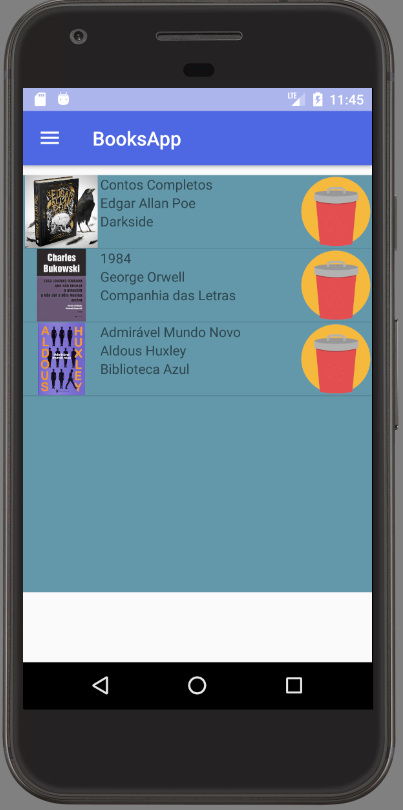 LTE 11:45
BooksApp
Contos Completos
Edgar Allan Poe
Darkside
Charles
Bukowski
1984
George Orwell
Companhia das Letras
ALDOUS
HUXLEY
Admirável Mundo Novo
Aldous Huxley
Biblioteca Azul